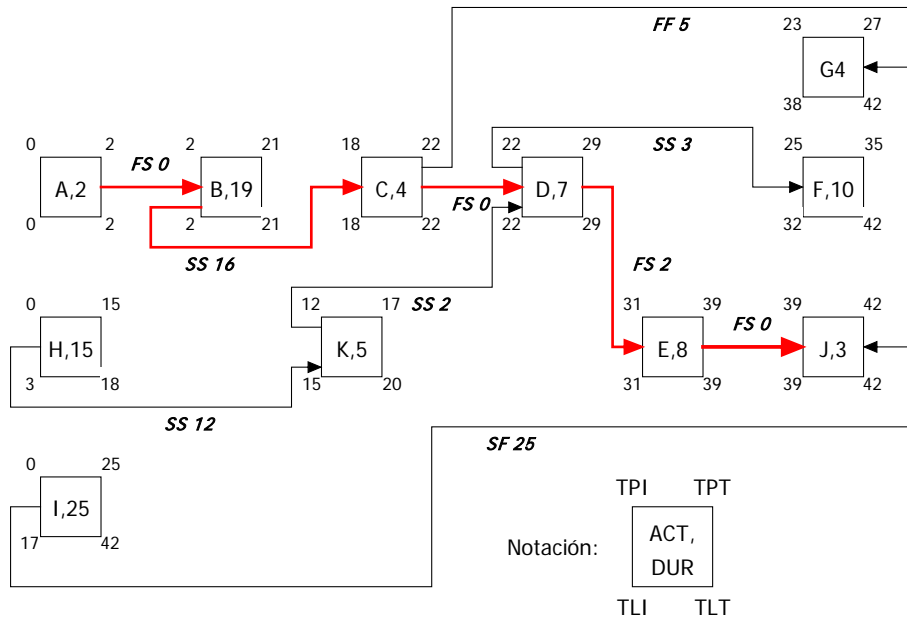 FF 5
23 27
G4
38 42
0 2 2 21 18 22 22 29 25 35
FS 0 SS 3
A,2 B,19 C,4 D,7 F,10
FS 0
0 2 2 21 18 22 22 29 32 42
SS 16
FS 2
0 15 12 17 31 39 39 42
SS 2 FS 0
H,15 K,5 E,8 J,3
3 18 15 20 31 39 39 42
SS 12
SF 25
0 25
I,25
17 42
TPI TPT
Notación: ACT,
DUR
TLI TLT